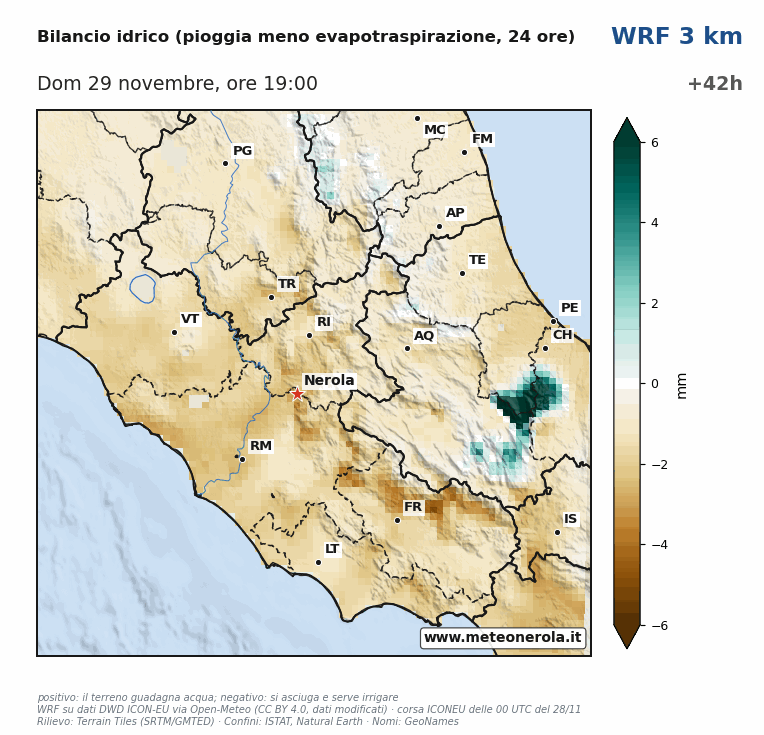 Bilancio idrico (pioggia meno evapotraspirazione, 24 ore)
WRF 3 km
Dom 29 novembre, ore 19:00
+42h
MC
FM
PG
AP
TE
TR
PE
VT
RI
AQ
CH
Nerola
RM
FR
IS
LT
www.meteonerola.it
6
4
2
0
−2
−4
−6
mm
positivo: il terreno guadagna acqua; negativo: si asciuga e serve irrigare
WRF su dati DWD ICON-EU via Open-Meteo (CC BY 4.0, dati modificati) · corsa ICONEU delle 00 UTC del 28/11
Rilievo: Terrain Tiles (SRTM/GMTED) · Confini: ISTAT, Natural Earth · Nomi: GeoNames